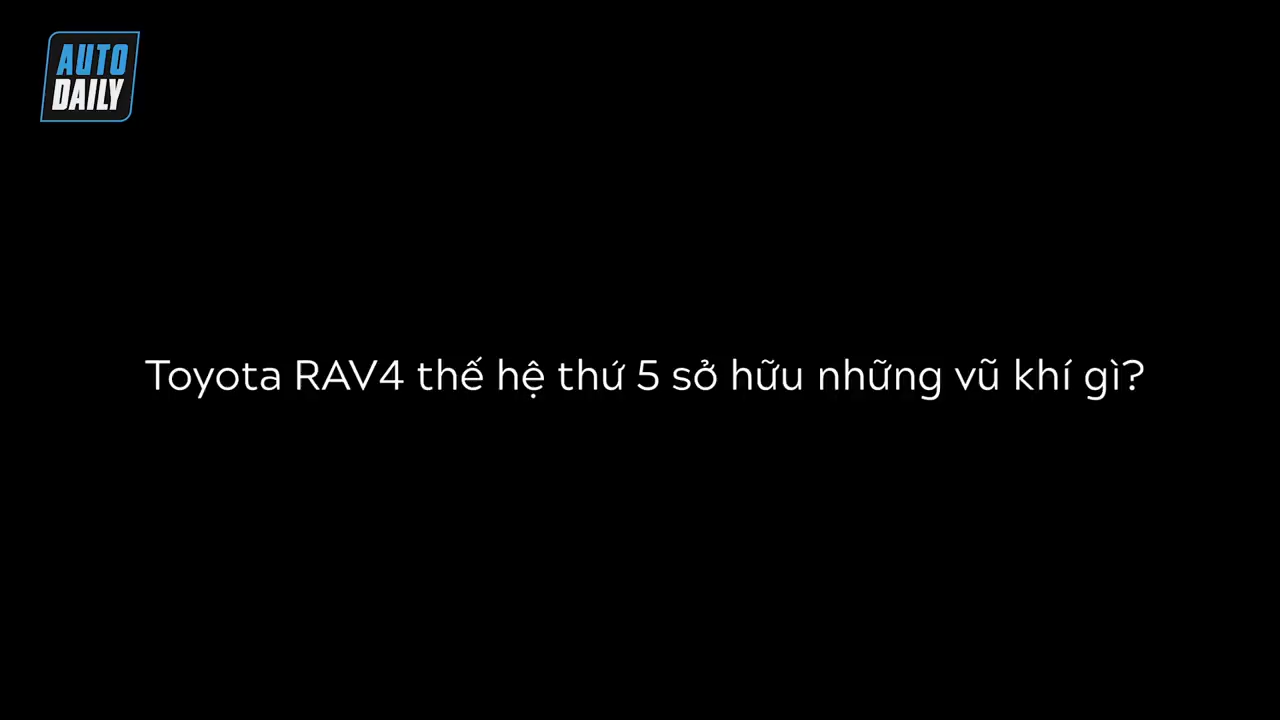 AUTO
DAILY
Toyota RAV4 thế hệ thứ 5 sở hữu những vũ khí gì?